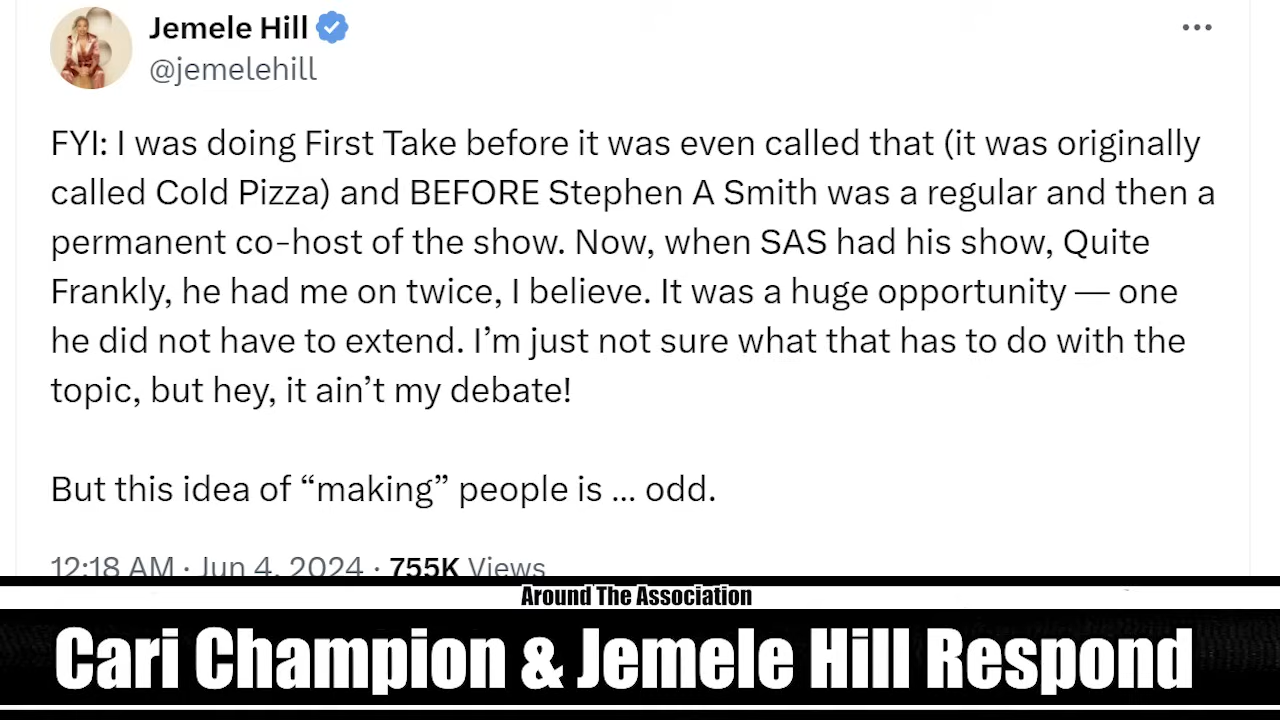 Jemele Hill
@jemelehill
FYI: I was doing First Take before it was even called that (it was originally
called Cold Pizza) and BEFORE Stephen A Smith was a regular and then a
permanent co-host of the show. Now, when SAS had his show, Quite
Frankly, he had me on twice, I believe. It was a huge opportunity — one
he did not have to extend. I’m just not sure what that has to do with the
topic, but hey, it ain’t my debate!
But this idea of “making” people is ... odd.
12:18 AM · Jun 4, 2024 · 755K Views
Around The Association
Cari Champion & Jemele Hill Respond